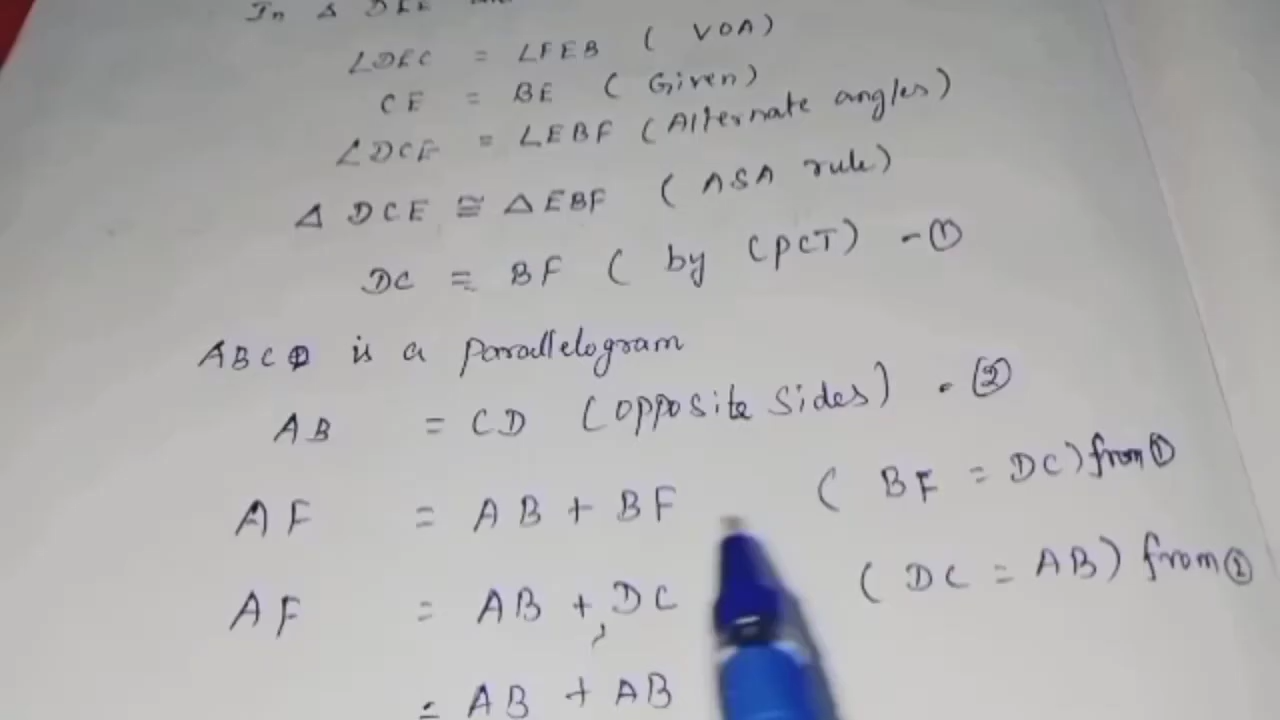 In Δ
∠DEC = ∠FEB ( VOA)
CE = BE ( Given)
∠DCE = ∠EBF (Alternate angles)
Δ DCE ≅ ΔEBF ( ASA rule)
DC = BF ( by CPCT) - ①
ABCD is a parallelogram
AB = CD (opposite sides) - ②
AF = AB + BF ( BF = DC) from ①
AF = AB + DC ( DC = AB) from ②
= AB + AB